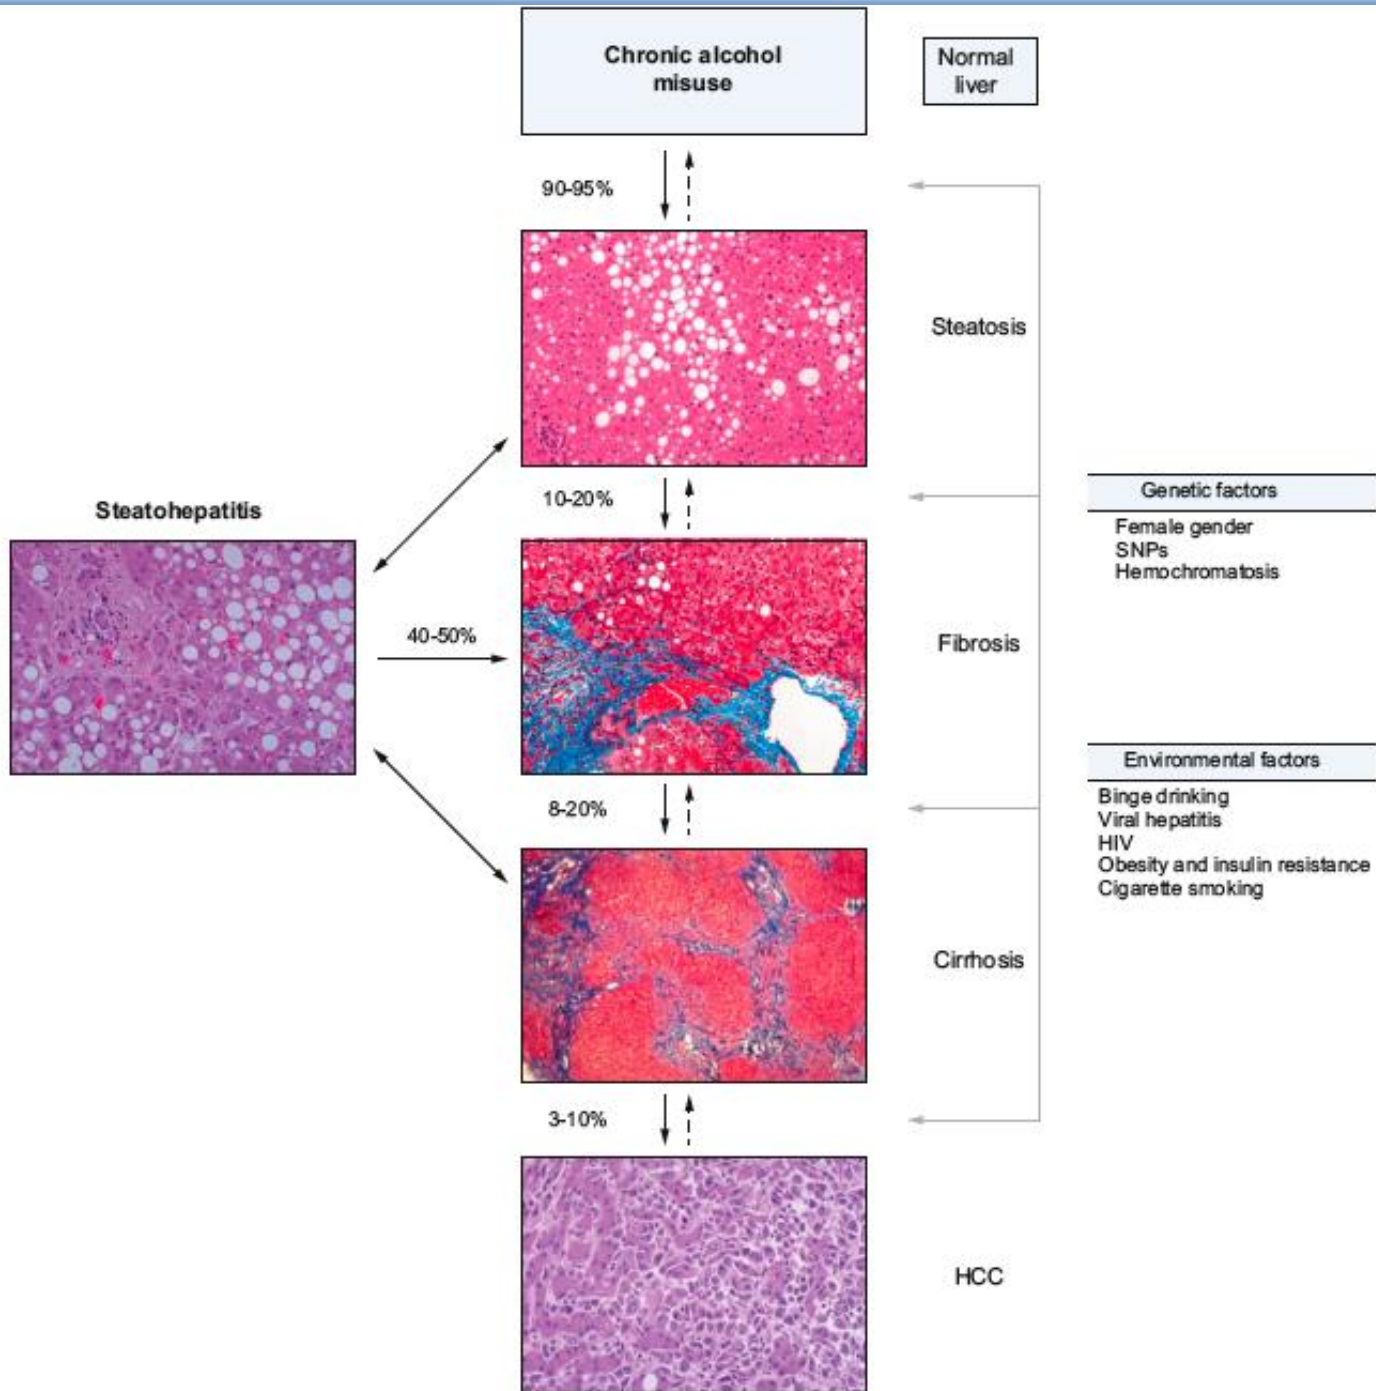 Chronic alcohol
misuse
Normal
liver
90-95%
Steatosis
10-20%
Steatohepatitis
40-50%
Fibrosis
Genetic factors
Female gender
SNPs
Hemochromatosis
8-20%
Environmental factors
Binge drinking
Viral hepatitis
HIV
Obesity and insulin resistance
Cigarette smoking
Cirrhosis
3-10%
HCC